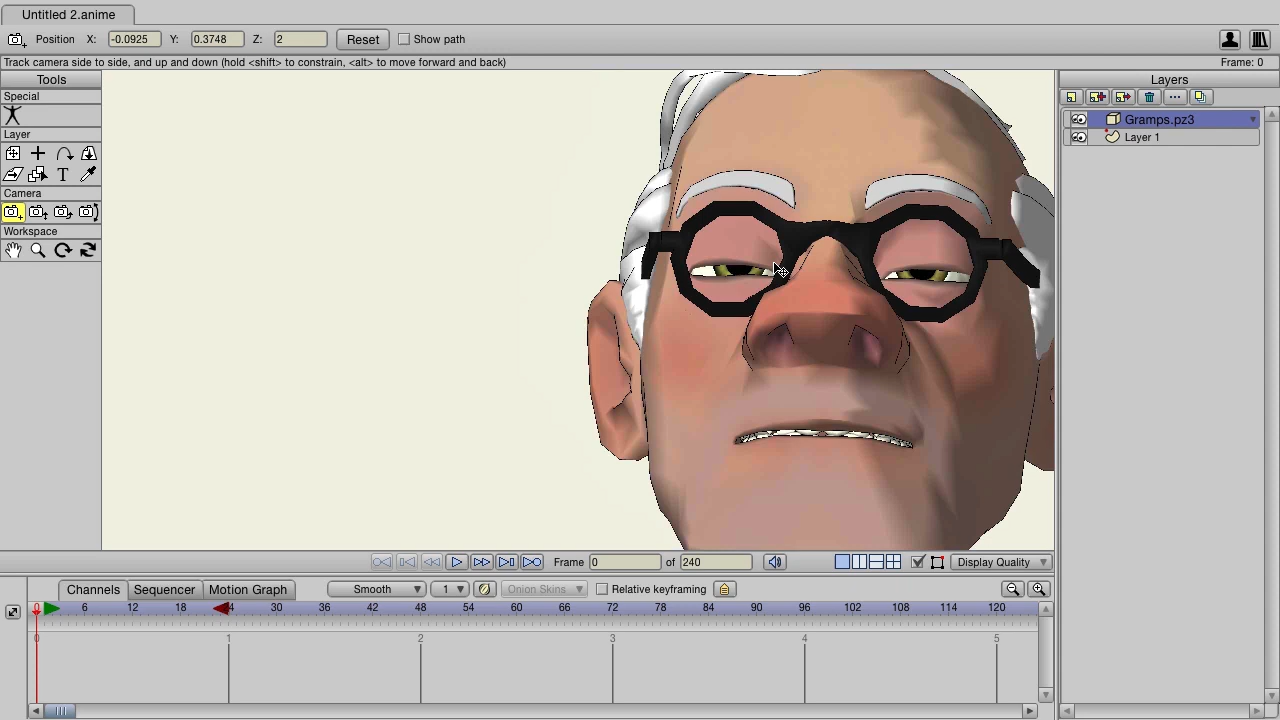 Untitled 2.anime
Position X: -0.0925 Y: 0.3748 Z: 2 Reset Show path
Track camera side to side, and up and down (hold <shift> to constrain, <alt> to move forward and back) Frame: 0
Tools
Special
Layer
T
Camera
Workspace
Layers
...
Gramps.pz3
Layer 1
Frame 0 of 240 Display Quality
Channels Sequencer Motion Graph Smooth 1 Onion Skins Relative keyframing
0 6 12 18 24 30 36 42 48 54 60 66 72 78 84 90 96 102 108 114 120
0 1 2 3 4 5